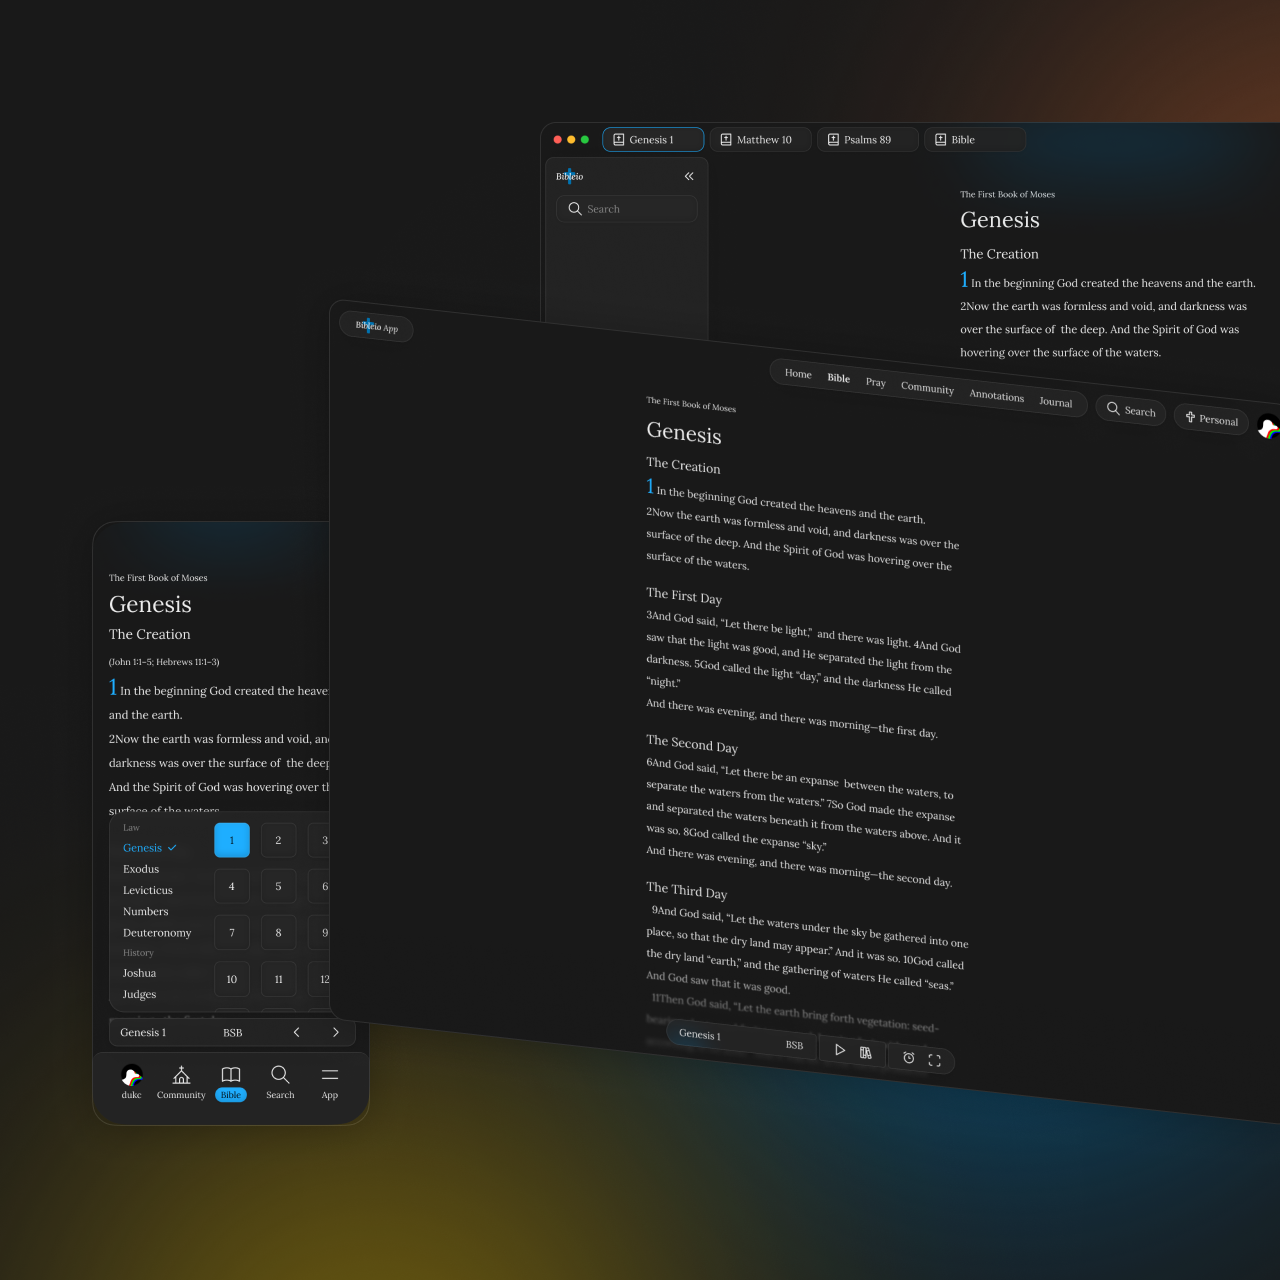 Genesis 1
Matthew 10
Psalms 89
Bible
Bibleio
Search
The First Book of Moses
Genesis
The Creation
1 In the beginning God created the heavens and the earth.
2Now the earth was formless and void, and darkness was
over the surface of the deep. And the Spirit of God was
hovering over the surface of the waters.
Bibleio App
Home
Bible
Pray
Community
Annotations
Journal
Search
Personal
The First Book of Moses
Genesis
The Creation
1 In the beginning God created the heavens and the earth.
2Now the earth was formless and void, and darkness was over the
surface of the deep. And the Spirit of God was hovering over the
surface of the waters.
The First Day
3And God said, “Let there be light,” and there was light. 4And God
saw that the light was good, and He separated the light from the
darkness. 5God called the light “day,” and the darkness He called
“night.”
And there was evening, and there was morning—the first day.
The Second Day
6And God said, “Let there be an expanse between the waters, to
separate the waters from the waters.” 7So God made the expanse
and separated the waters beneath it from the waters above. And it
was so. 8God called the expanse “sky.”
And there was evening, and there was morning—the second day.
The Third Day
9And God said, “Let the waters under the sky be gathered into one
place, so that the dry land may appear.” And it was so. 10God called
the dry land “earth,” and the gathering of waters He called “seas.”
And God saw that it was good.
11Then God said, “Let the earth bring forth vegetation: seed-
Genesis 1
BSB
The First Book of Moses
Genesis
The Creation
(John 1:1–5; Hebrews 11:1–3)
1 In the beginning God created the heave
and the earth.
2Now the earth was formless and void, an
darkness was over the surface of the deep
And the Spirit of God was hovering over th
surface of the waters
Law
Genesis
Exodus
Levicticus
Numbers
Deuteronomy
History
Joshua
Judges
1 2 3
4 5 6
7 8 9
10 11 12
Genesis 1
BSB
dukc
Community
Bible
Search
App